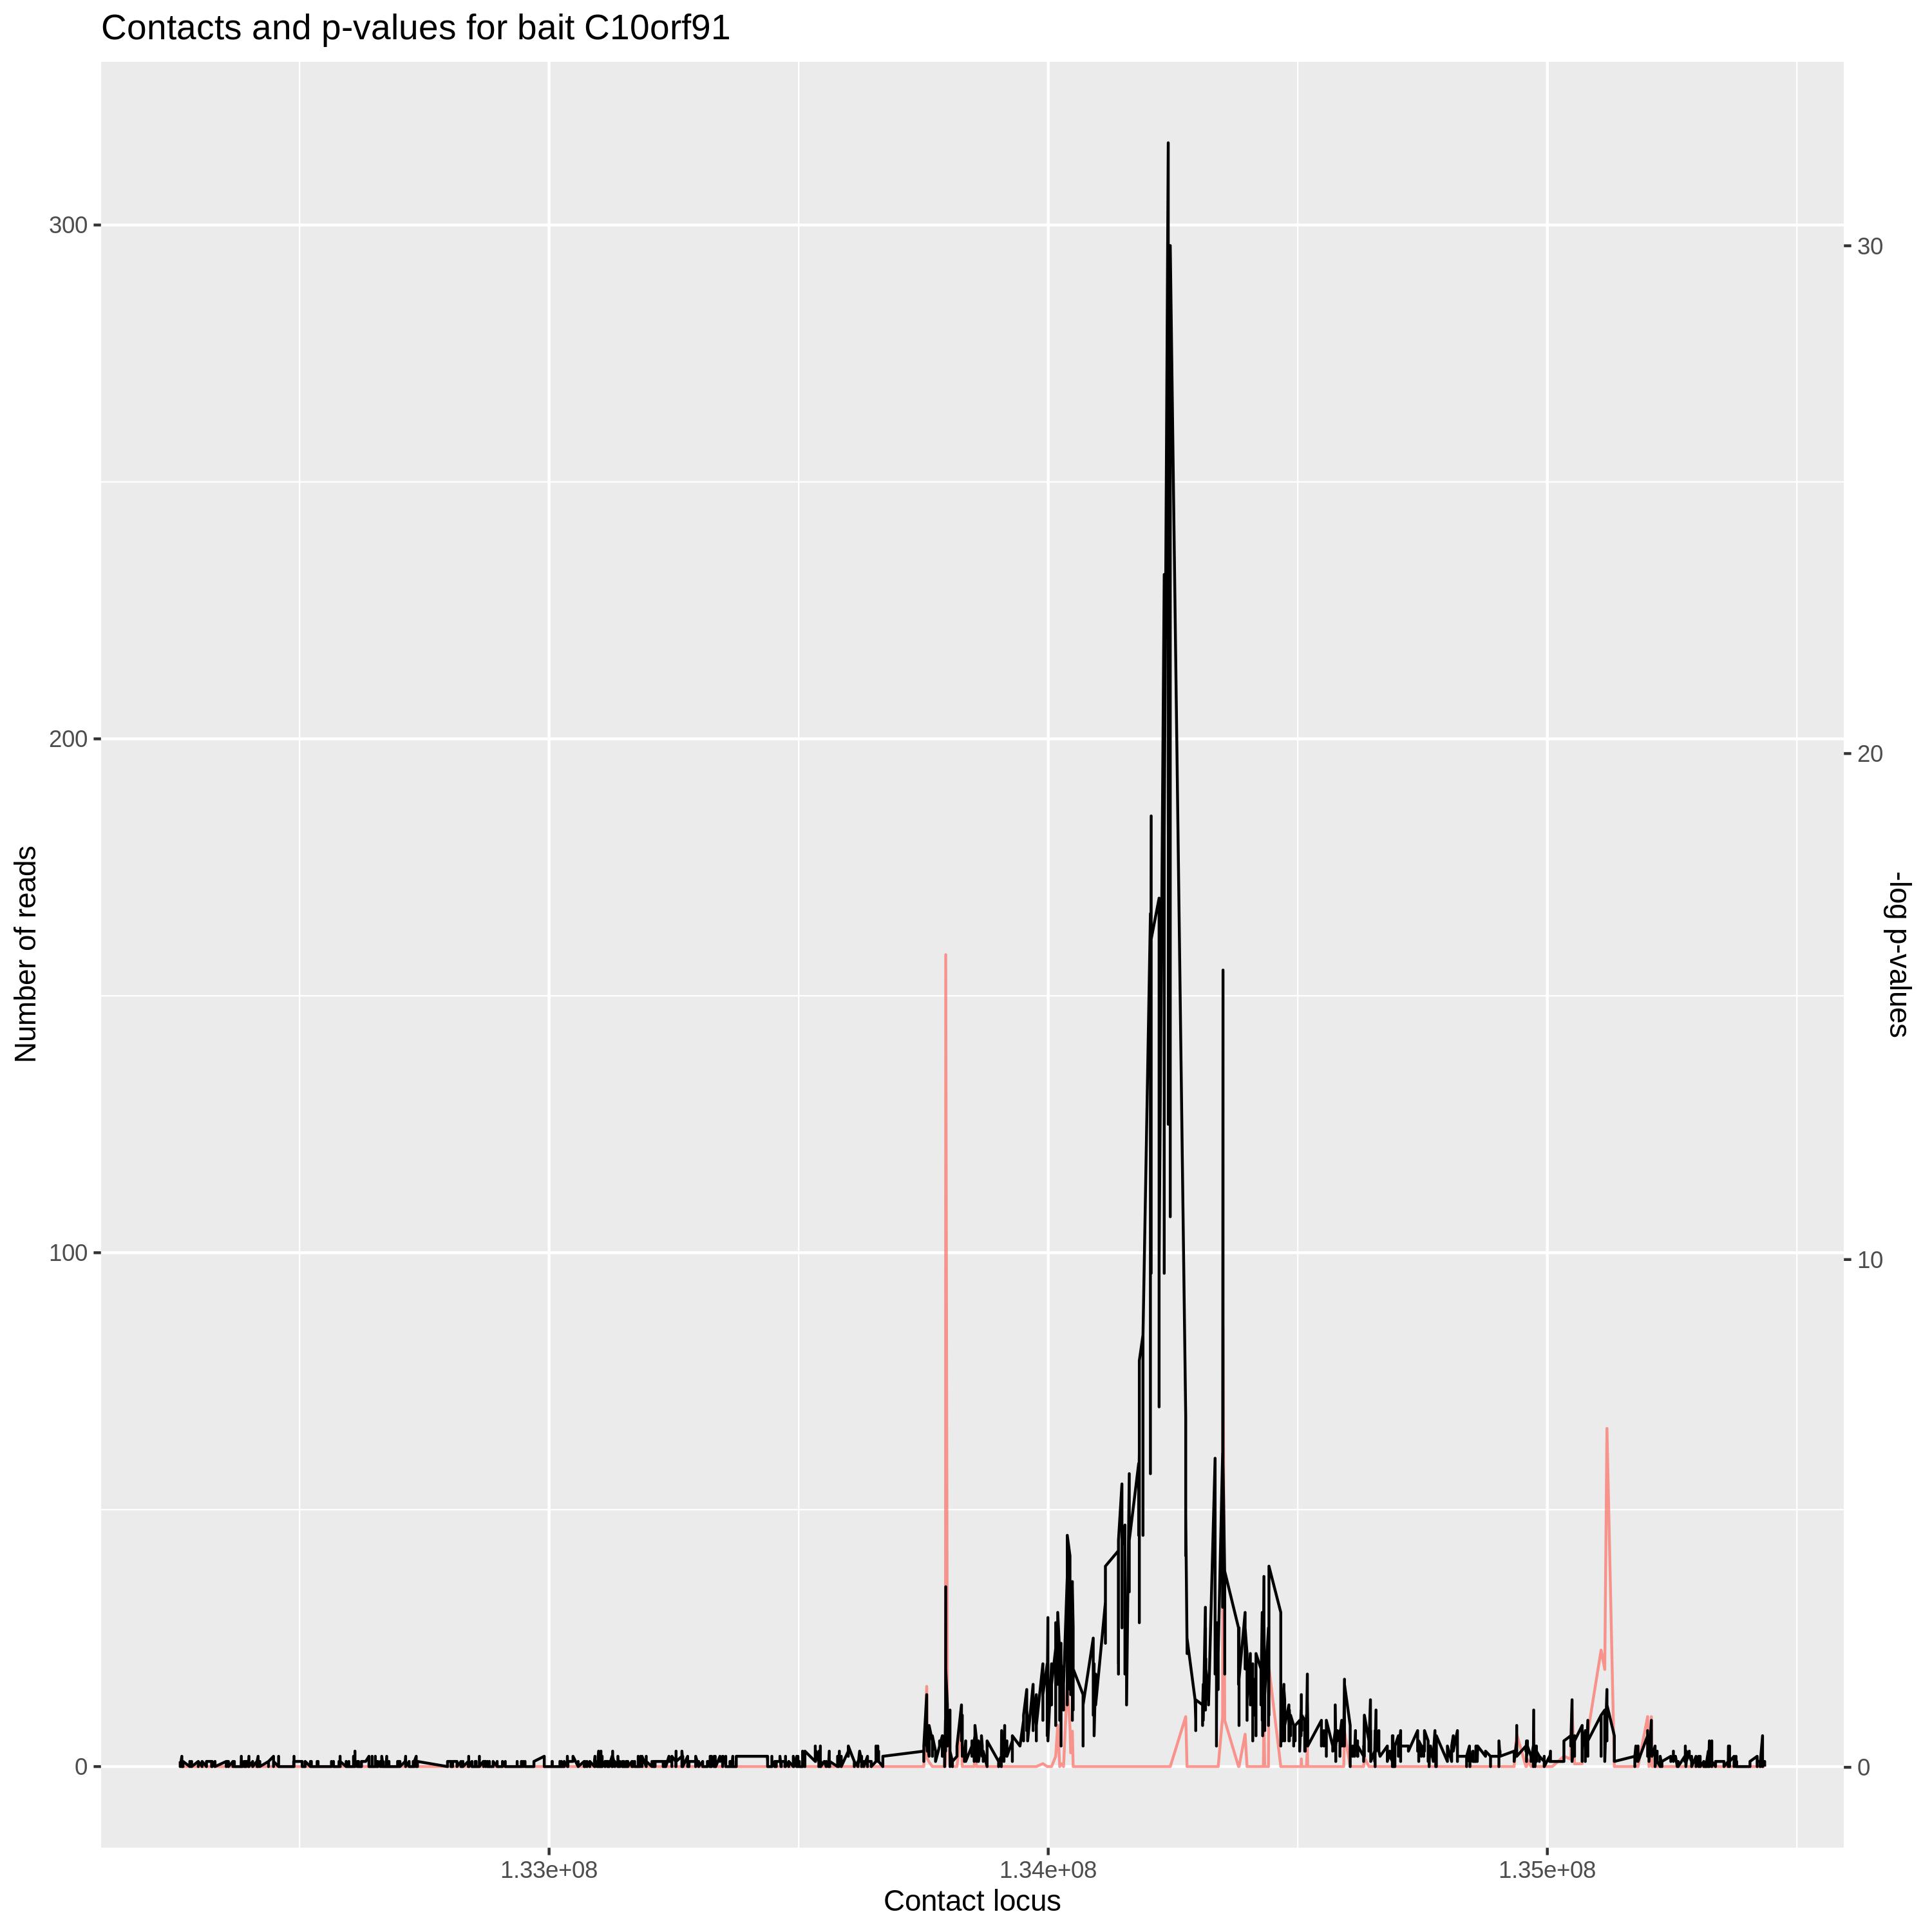 Contacts and p-values for bait C10orf91
300
200
100
0
Number of reads
30
20
10
0
-log p-values
1.33e+08
1.34e+08
1.35e+08
Contact locus